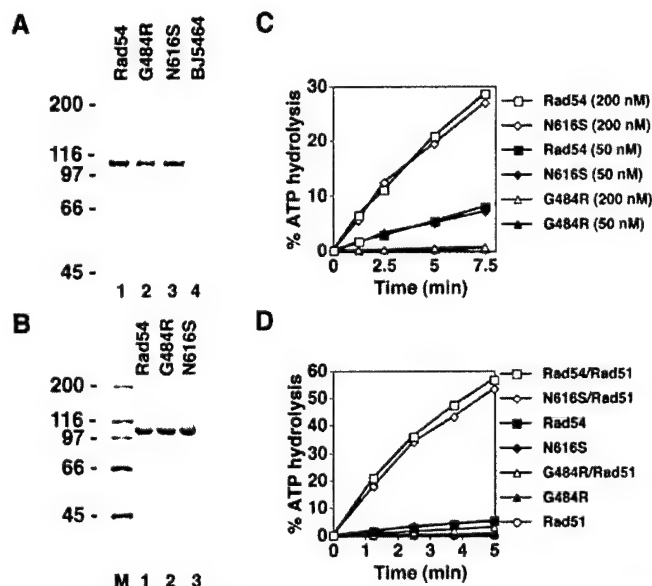 A
Rad54
G484R
N616S
BJ5464
200 -
116 -
97 -
66 -
45 -
1 2 3 4
B
Rad54
G484R
N616S
200 -
116 -
97 -
66 -
45 -
M 1 2 3
C
% ATP hydrolysis
30
20
10
0
0 2.5 5 7.5
Time (min)
Rad54 (200 nM)
N616S (200 nM)
Rad54 (50 nM)
N616S (50 nM)
G484R (200 nM)
G484R (50 nM)
D
% ATP hydrolysis
60
50
40
30
20
10
0
0 1 2 3 4 5
Time (min)
Rad54/Rad51
N616S/Rad51
Rad54
N616S
G484R/Rad51
G484R
Rad51